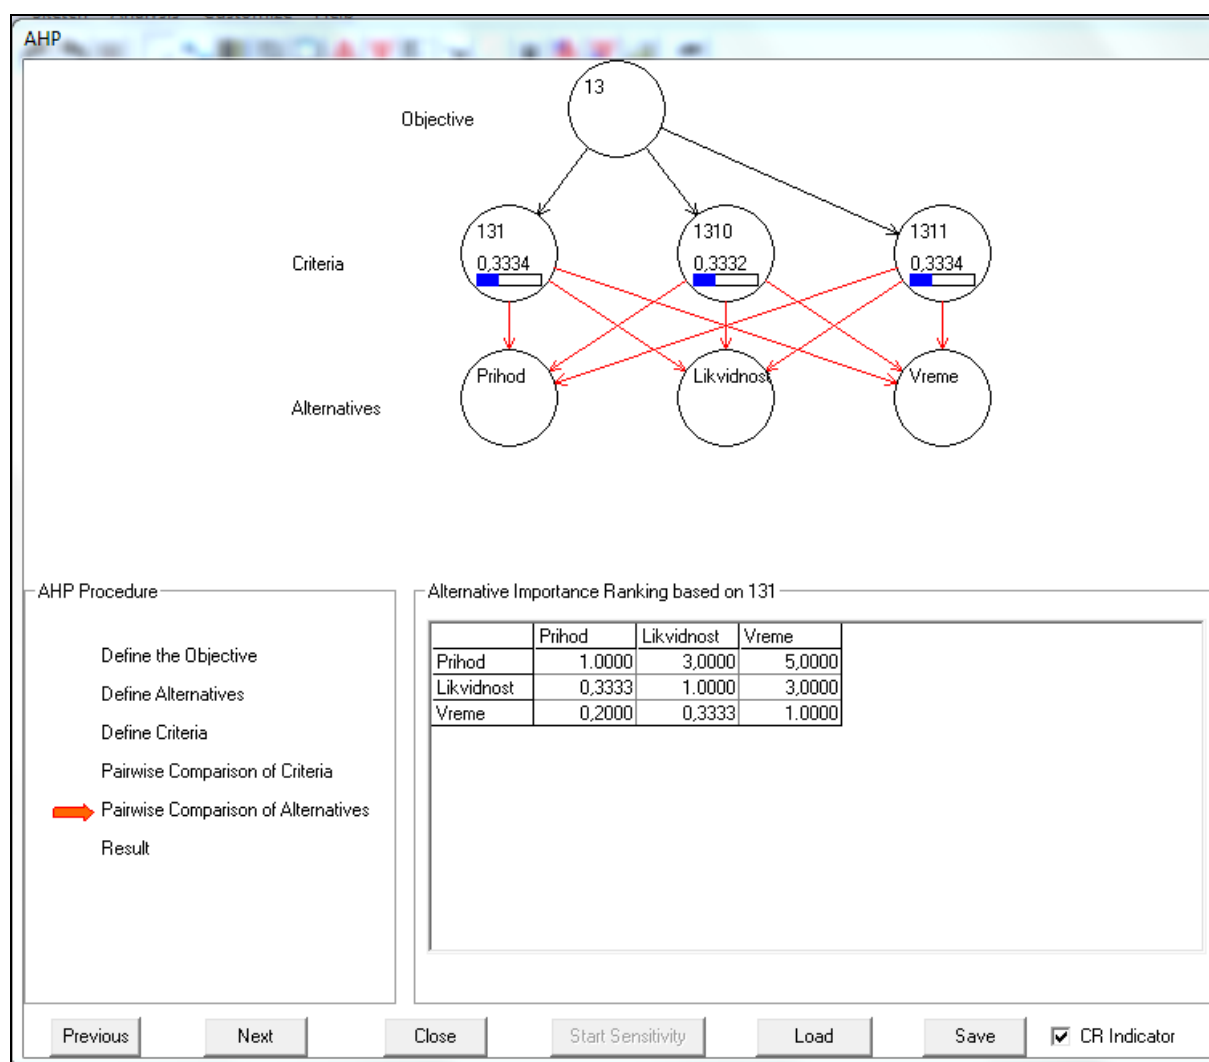 AHP
13
Objective
131
1310
1311
Criteria
0,3334
0,3332
0,3334
Prihod
Likvidnost
Vreme
Alternatives
AHP Procedure
Define the Objective
Define Alternatives
Define Criteria
Pairwise Comparison of Criteria
Pairwise Comparison of Alternatives
Result
Alternative Importance Ranking based on 131
Prihod Likvidnost Vreme
Prihod 1.0000 3,0000 5,0000
Likvidnost 0,3333 1.0000 3,0000
Vreme 0,2000 0,3333 1.0000
Previous Next Close Start Sensitivity Load Save CR Indicator